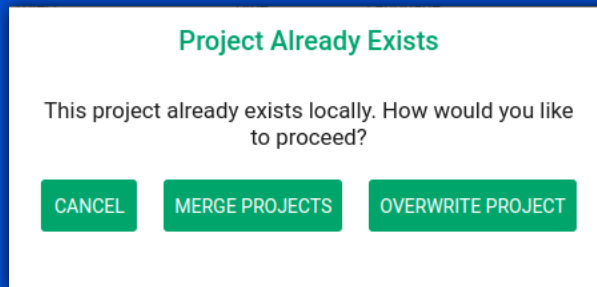 Project Already Exists
This project already exists locally. How would you like
to proceed?
CANCEL MERGE PROJECTS OVERWRITE PROJECT